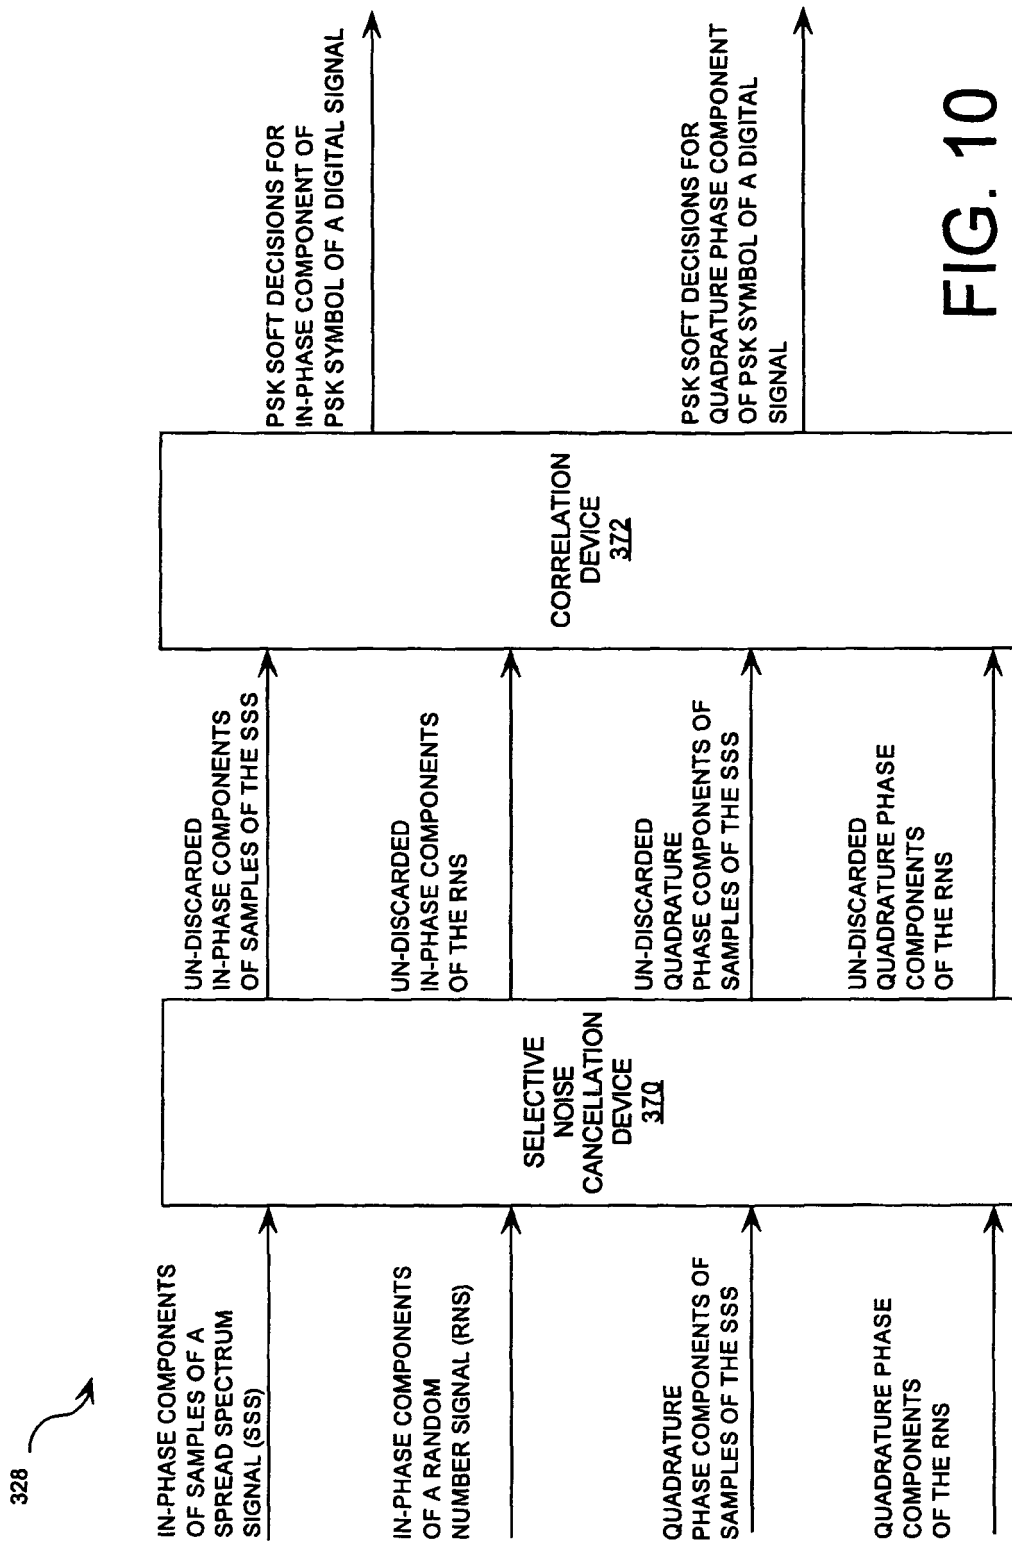 328
IN-PHASE COMPONENTS
OF SAMPLES OF A
SPREAD SPECTRUM
SIGNAL (SSS)
IN-PHASE COMPONENTS
OF A RANDOM
NUMBER SIGNAL (RNS)
QUADRATURE
PHASE COMPONENTS OF
SAMPLES OF THE SSS
QUADRATURE PHASE
COMPONENTS
OF THE RNS
SELECTIVE
NOISE
CANCELLATION
DEVICE
370
UN-DISCARDED
IN-PHASE COMPONENTS
OF SAMPLES OF THE SSS
UN-DISCARDED
IN-PHASE COMPONENTS
OF THE RNS
UN-DISCARDED
QUADRATURE
PHASE COMPONENTS OF
SAMPLES OF THE SSS
UN-DISCARDED
QUADRATURE PHASE
COMPONENTS
OF THE RNS
CORRELATION
DEVICE
372
PSK SOFT DECISIONS FOR
IN-PHASE COMPONENT OF
PSK SYMBOL OF A DIGITAL SIGNAL
PSK SOFT DECISIONS FOR
QUADRATURE PHASE COMPONENT
OF PSK SYMBOL OF A DIGITAL
SIGNAL
FIG. 10